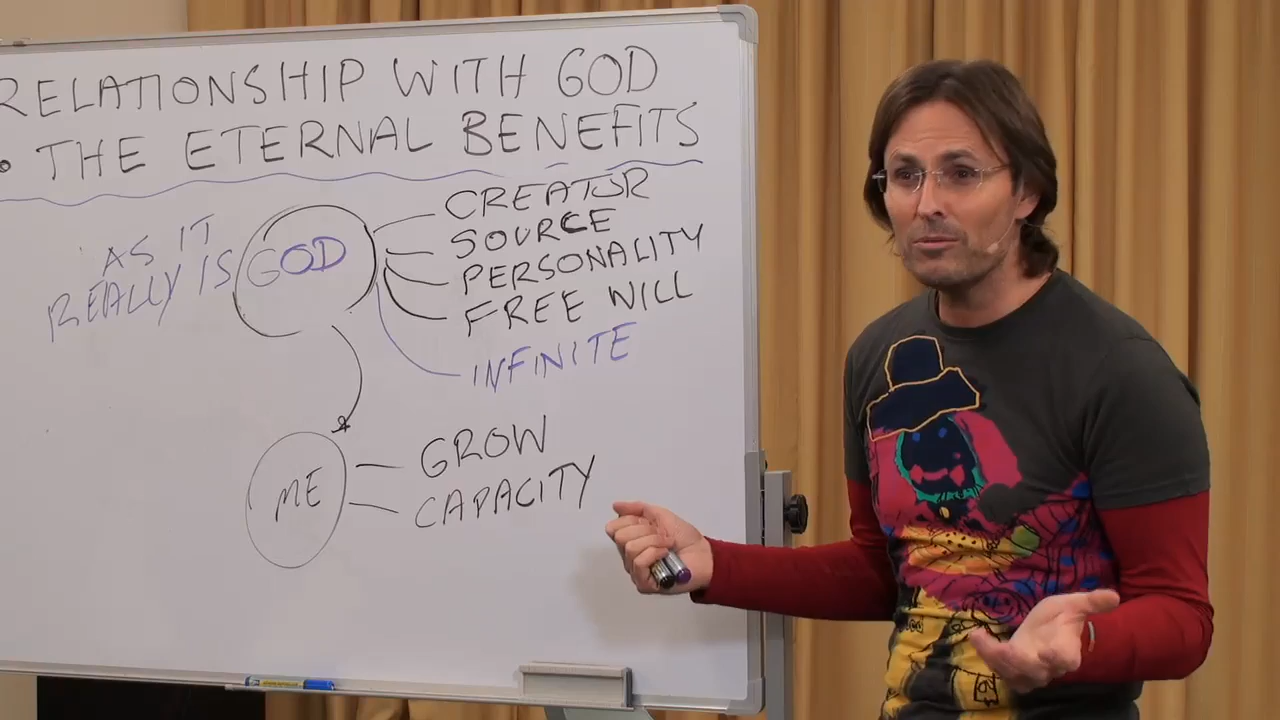 RELATIONSHIP WITH GOD
• THE ETERNAL BENEFITS
AS IT
REALLY IS
GOD
CREATOR
SOURCE
PERSONALITY
FREE WILL
INFINITE
ME
GROW
CAPACITY